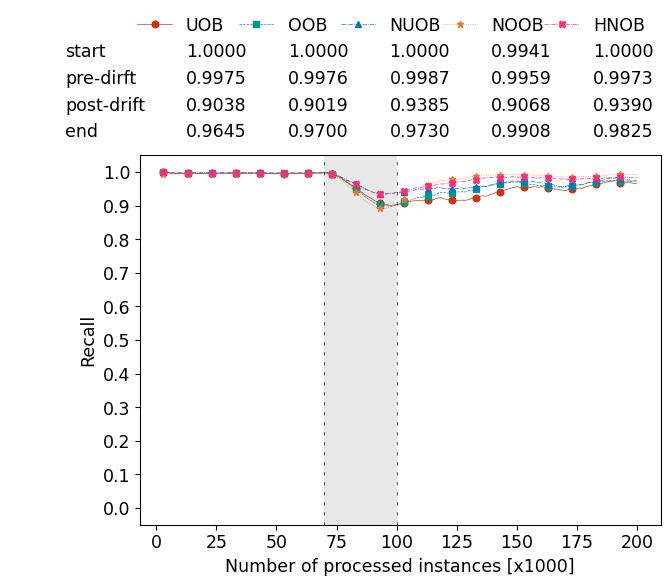 UOB OOB NUOB NOOB HNOB
start 1.0000 1.0000 1.0000 0.9941 1.0000
pre-dirft 0.9975 0.9976 0.9987 0.9959 0.9973
post-drift 0.9038 0.9019 0.9385 0.9068 0.9390
end 0.9645 0.9700 0.9730 0.9908 0.9825
1.0
0.9
0.8
0.7
0.6
0.5
0.4
0.3
0.2
0.1
0.0
Recall
0 25 50 75 100 125 150 175 200
Number of processed instances [x1000]